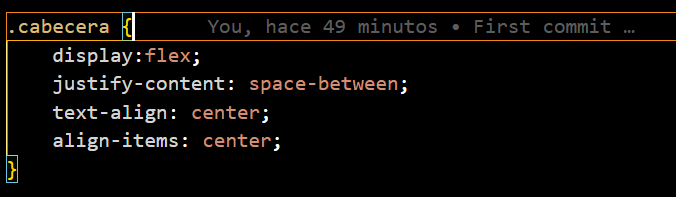 .cabecera {    You, hace 49 minutos • First commit …
    display:flex;
    justify-content: space-between;
    text-align: center;
    align-items: center;
}